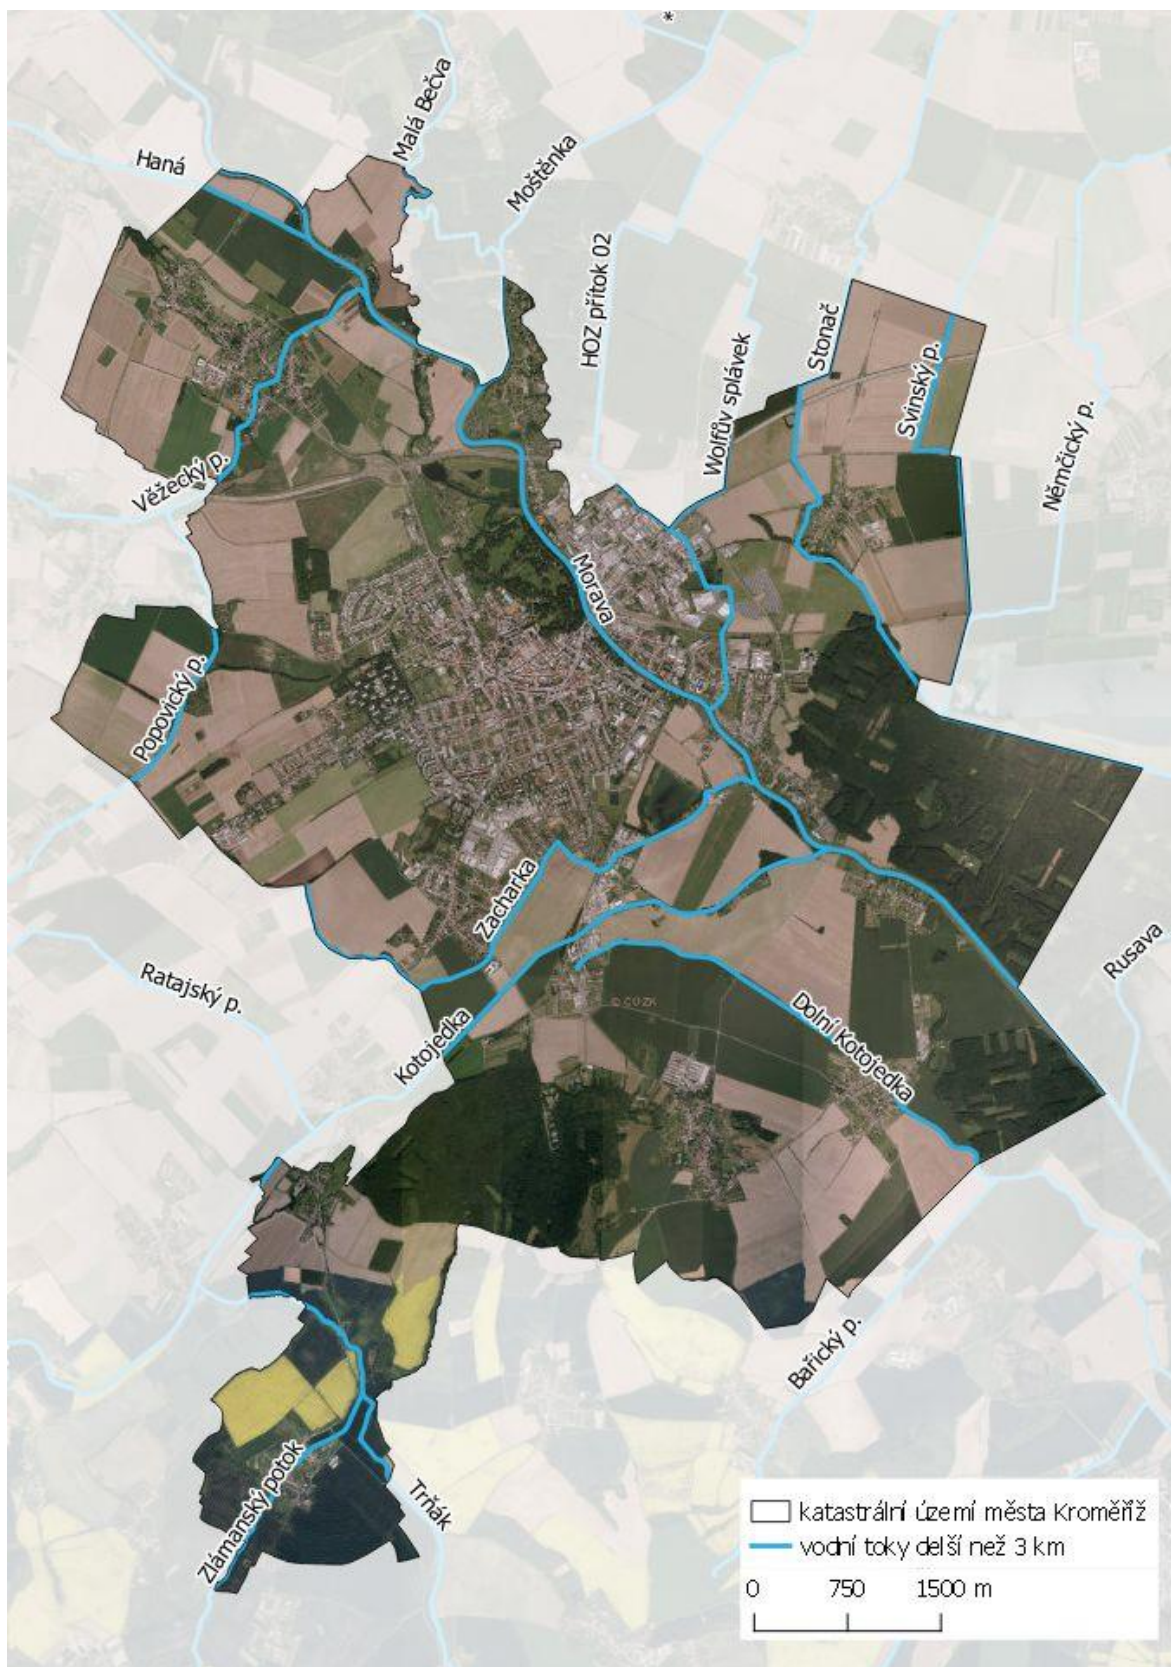 *
Malá Bečva
Haná
Moštěnka
HOZ přítok 02
Stonač
Wolfův splávek
Svinský p.
Němčický p.
Věžecký p.
Morava
Popovický p.
Zacharka
Rusava
Ratajský p.
© ČÚZK
Dolní Kotojedka
Kotojedka
Bařický p.
Zlámanský potok
Trňák
katastrální území města Kroměříž
vodní toky delší než 3 km
0 750 1500 m